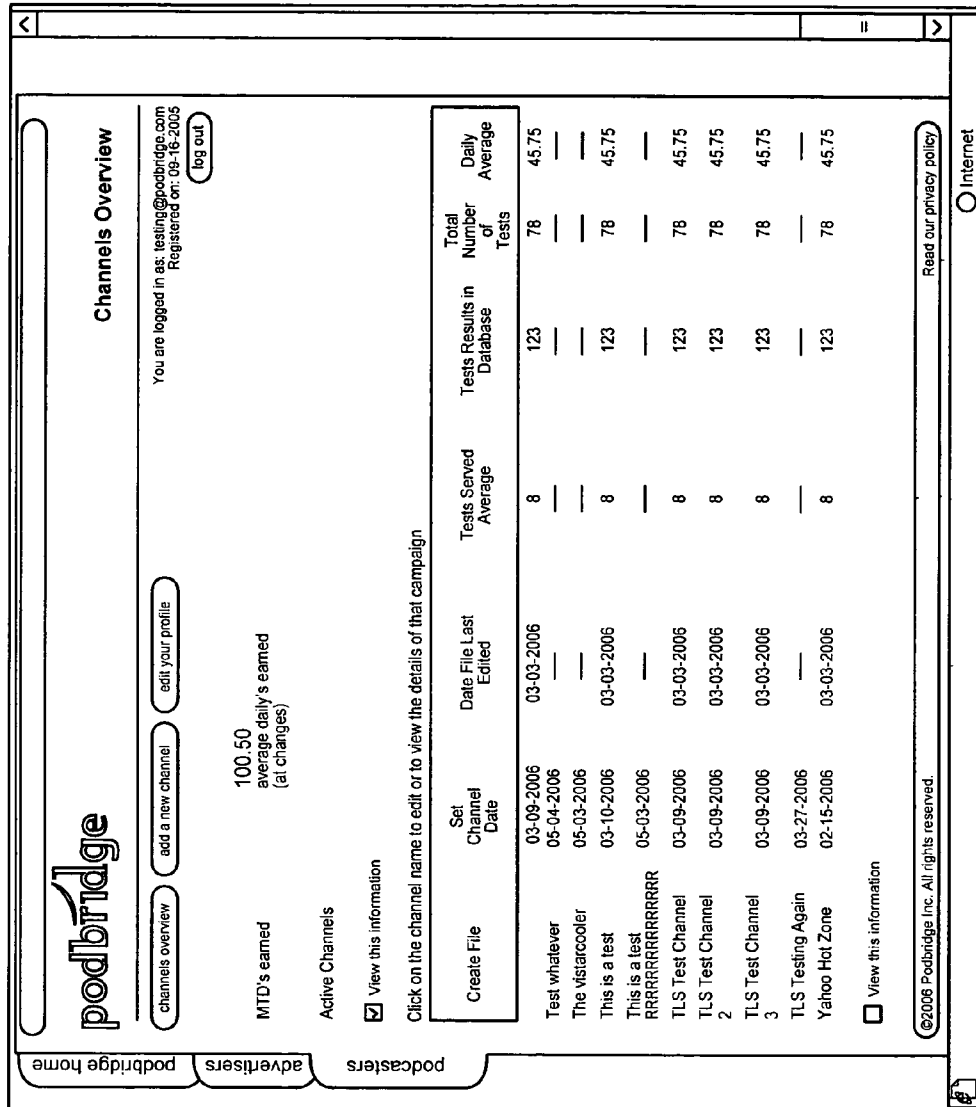 podbridge home
advertisers
podcasters
podbridge
Channels Overview
channels overview
add a new channel
edit your profile
You are logged in as: testing@podbridge.com
Registered on: 09-16-2005
log out
MTD's earned
100.50
average daily's earned
(at changes)
Active Channels
View this information
Click on the channel name to edit or to view the details of that campaign
Create File
Set Channel Date
Date File Last Edited
Tests Served Average
Tests Results in Database
Total Number of Tests
Daily Average
03-09-2006 03-03-2006 8 123 78 45.75
Test whatever 05-04-2006 — — — — —
The vistarcooler 05-03-2006 — — — — —
This is a test 03-10-2006 03-03-2006 8 123 78 45.75
This is a test
RRRRRRRRRRRRRR 05-03-2006 — — — — —
TLS Test Channel 03-09-2006 03-03-2006 8 123 78 45.75
TLS Test Channel 03-09-2006 03-03-2006 8 123 78 45.75
2
TLS Test Channel 03-09-2006 03-03-2006 8 123 78 45.75
3
TLS Testing Again 03-27-2006 — — — — —
Yahoo Hot Zone 02-15-2006 03-03-2006 8 123 78 45.75
View this information
©2006 Podbridge Inc. All rights reserved.
Read our privacy policy
Internet